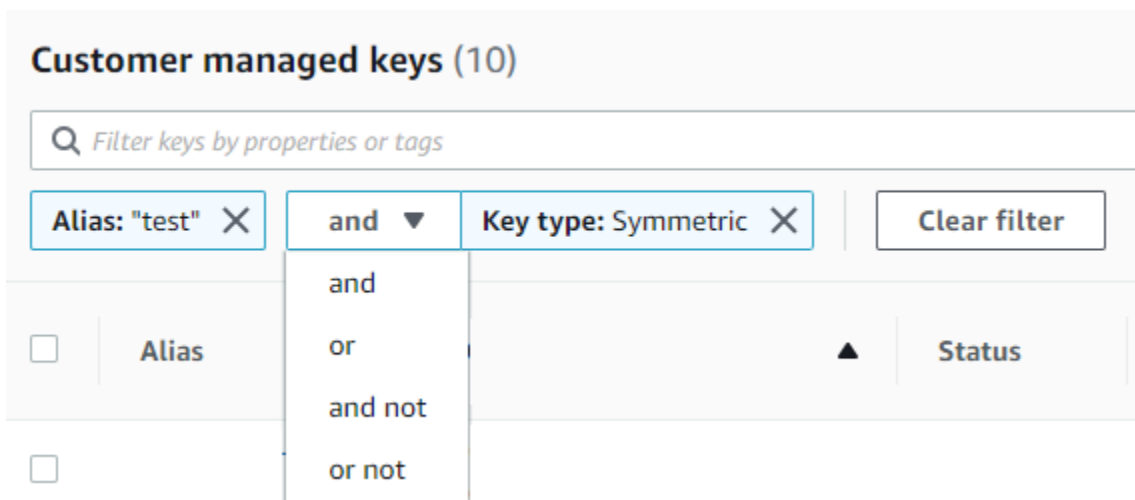 Customer managed keys (10)
Filter keys by properties or tags
Alias: "test" and Key type: Symmetric Clear filter
and
Alias or Status
and not
or not